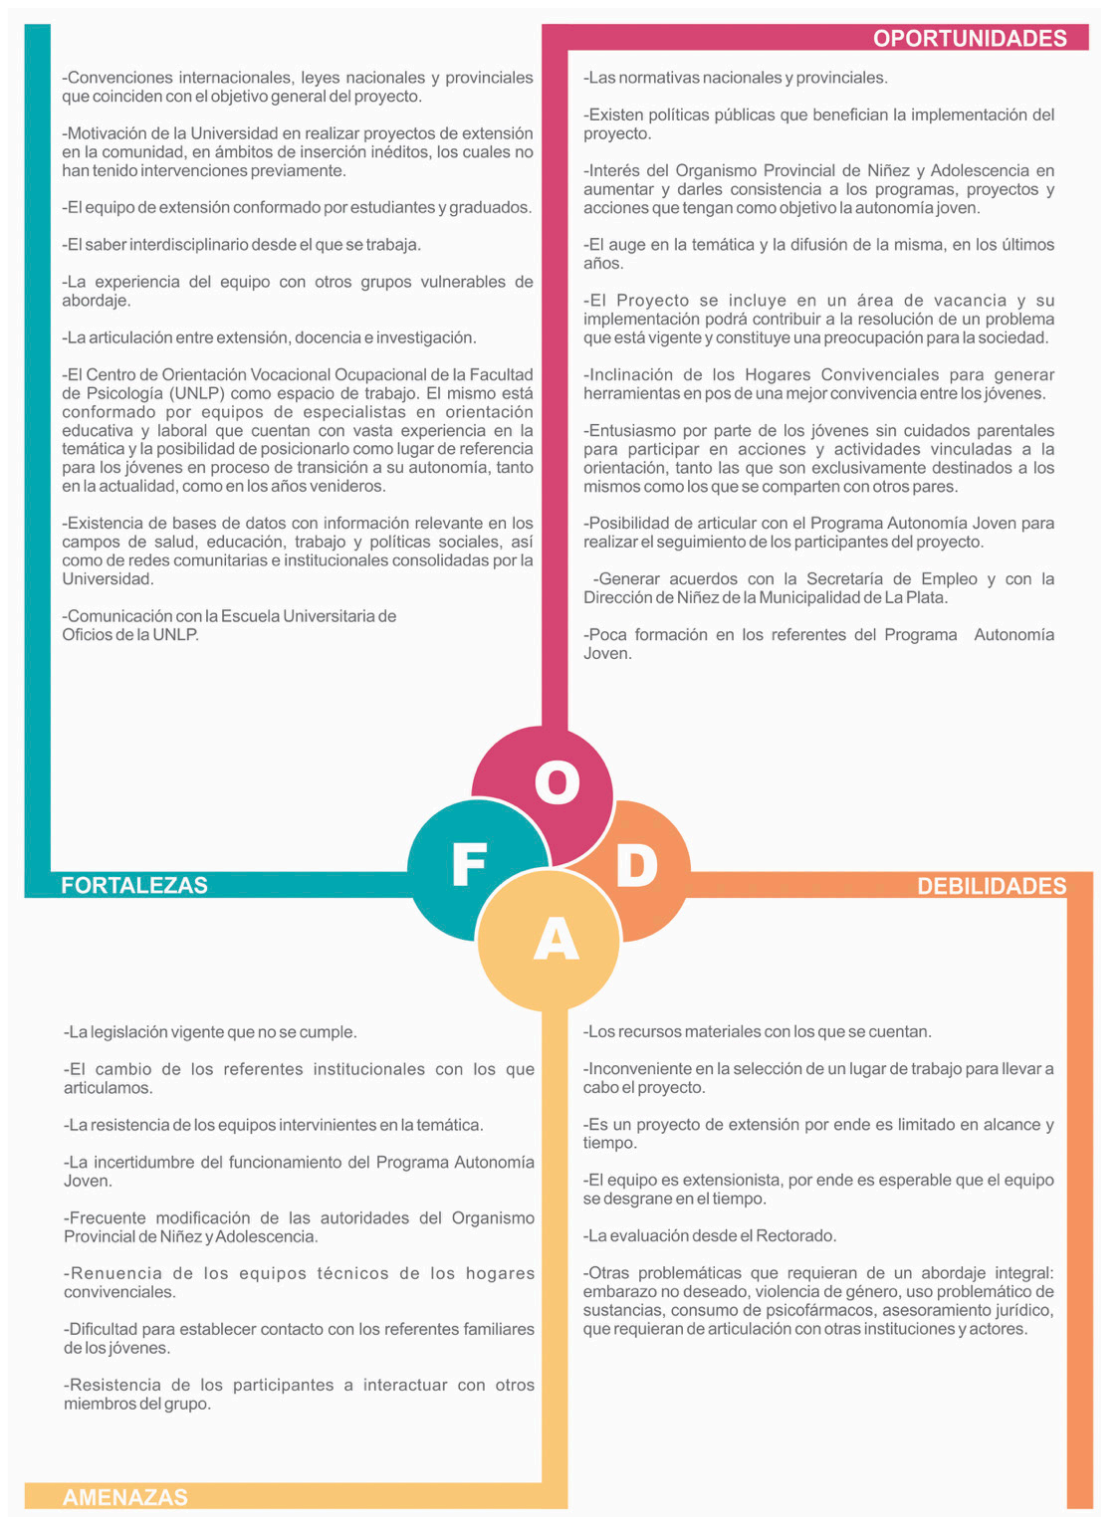 -Convenciones internacionales, leyes nacionales y provinciales
que coinciden con el objetivo general del proyecto.
-Motivación de la Universidad en realizar proyectos de extensión
en la comunidad, en ámbitos de inserción inéditos, los cuales no
han tenido intervenciones previamente.
-El equipo de extensión conformado por estudiantes y graduados.
-El saber interdisciplinario desde el que se trabaja.
-La experiencia del equipo con otros grupos vulnerables de
abordaje.
-La articulación entre extensión, docencia e investigación.
-El Centro de Orientación Vocacional Ocupacional de la Facultad
de Psicología (UNLP) como espacio de trabajo. El mismo está
conformado por equipos de especialistas en orientación
educativa y laboral que cuentan con vasta experiencia en la
temática y la posibilidad de posicionarlo como lugar de referencia
para los jóvenes en proceso de transición a su autonomía, tanto
en la actualidad, como en los años venideros.
-Existencia de bases de datos con información relevante en los
campos de salud, educación, trabajo y políticas sociales, así
como de redes comunitarias e institucionales consolidadas por la
Universidad.
-Comunicación con la Escuela Universitaria de
Oficios de la UNLP.
FORTALEZAS
OPORTUNIDADES
-Las normativas nacionales y provinciales.
-Existen políticas públicas que benefician la implementación del
proyecto.
-Interés del Organismo Provincial de Niñez y Adolescencia en
aumentar y darles consistencia a los programas, proyectos y
acciones que tengan como objetivo la autonomía joven.
-El auge en la temática y la difusión de la misma, en los últimos
años.
-El Proyecto se incluye en un área de vacancia y su
implementación podrá contribuir a la resolución de un problema
que está vigente y constituye una preocupación para la sociedad.
-Inclinación de los Hogares Convivenciales para generar
herramientas en pos de una mejor convivencia entre los jóvenes.
-Entusiasmo por parte de los jóvenes sin cuidados parentales
para participar en acciones y actividades vinculadas a la
orientación, tanto las que son exclusivamente destinados a los
mismos como los que se comparten con otros pares.
-Posibilidad de articular con el Programa Autonomía Joven para
realizar el seguimiento de los participantes del proyecto.
-Generar acuerdos con la Secretaría de Empleo y con la
Dirección de Niñez de la Municipalidad de La Plata.
-Poca formación en los referentes del Programa Autonomía
Joven.
O
F
D
A
-La legislación vigente que no se cumple.
-El cambio de los referentes institucionales con los que
articulamos.
-La resistencia de los equipos intervinientes en la temática.
-La incertidumbre del funcionamiento del Programa Autonomía
Joven.
-Frecuente modificación de las autoridades del Organismo
Provincial de Niñez y Adolescencia.
-Renuencia de los equipos técnicos de los hogares
convivenciales.
-Dificultad para establecer contacto con los referentes familiares
de los jóvenes.
-Resistencia de los participantes a interactuar con otros
miembros del grupo.
AMENAZAS
DEBILIDADES
-Los recursos materiales con los que se cuentan.
-Inconveniente en la selección de un lugar de trabajo para llevar a
cabo el proyecto.
-Es un proyecto de extensión por ende es limitado en alcance y
tiempo.
-El equipo es extensionista, por ende es esperable que el equipo
se desgrane en el tiempo.
-La evaluación desde el Rectorado.
-Otras problemáticas que requieran de un abordaje integral:
embarazo no deseado, violencia de género, uso problemático de
sustancias, consumo de psicofármacos, asesoramiento jurídico,
que requieran de articulación con otras instituciones y actores.